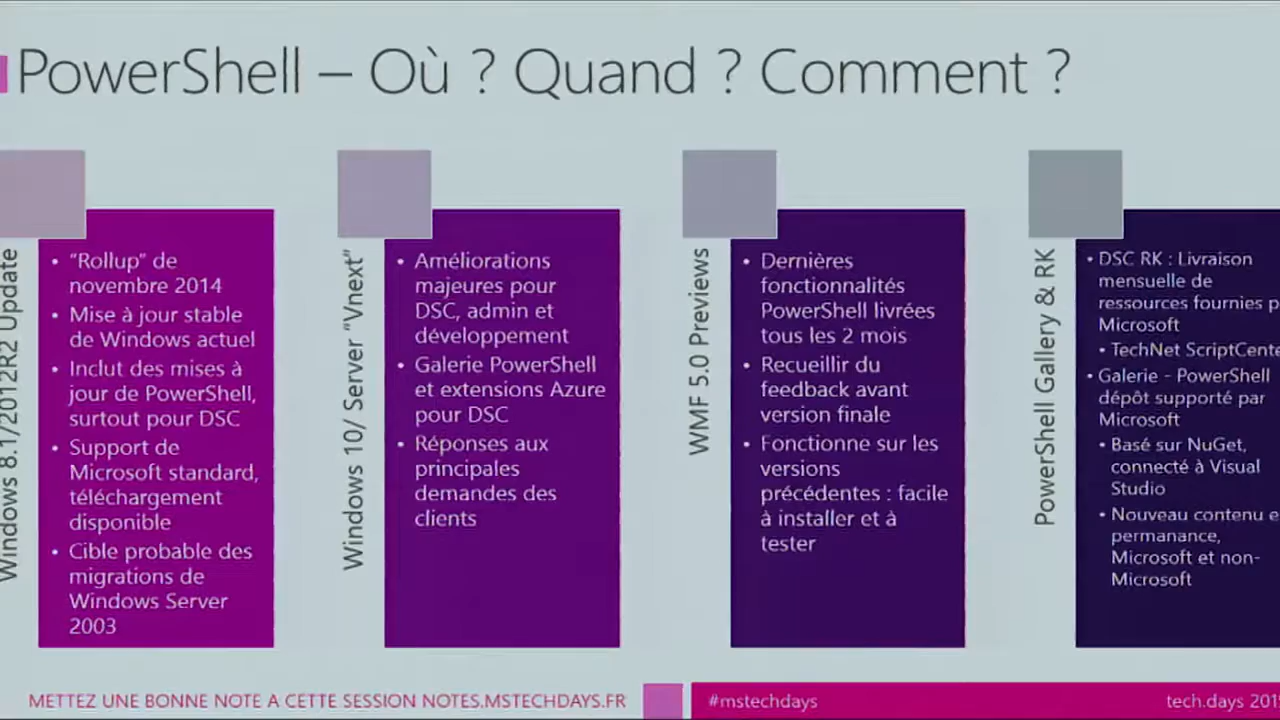 PowerShell – Où ? Quand ? Comment ?
Windows 8.1/2012R2 Update
• “Rollup” de
novembre 2014
• Mise à jour stable
de Windows actuel
• Inclut des mises à
jour de PowerShell,
surtout pour DSC
• Support de
Microsoft standard,
téléchargement
disponible
• Cible probable des
migrations de
Windows Server
2003
Windows 10/ Server “Vnext”
• Améliorations
majeures pour
DSC, admin et
développement
• Galerie PowerShell
et extensions Azure
pour DSC
• Réponses aux
principales
demandes des
clients
WMF 5.0 Previews
• Dernières
fonctionnalités
PowerShell livrées
tous les 2 mois
• Recueillir du
feedback avant
version finale
• Fonctionne sur les
versions
précédentes : facile
à installer et à
tester
PowerShell Gallery & RK
• DSC RK : Livraison
mensuelle de
ressources fournies p
Microsoft
• TechNet ScriptCente
• Galerie - PowerShell
dépôt supporté par
Microsoft
• Basé sur NuGet,
connecté à Visual
Studio
• Nouveau contenu e
permanance,
Microsoft et non-
Microsoft
METTEZ UNE BONNE NOTE A CETTE SESSION NOTES.MSTECHDAYS.FR
#mstechdays
tech.days 201